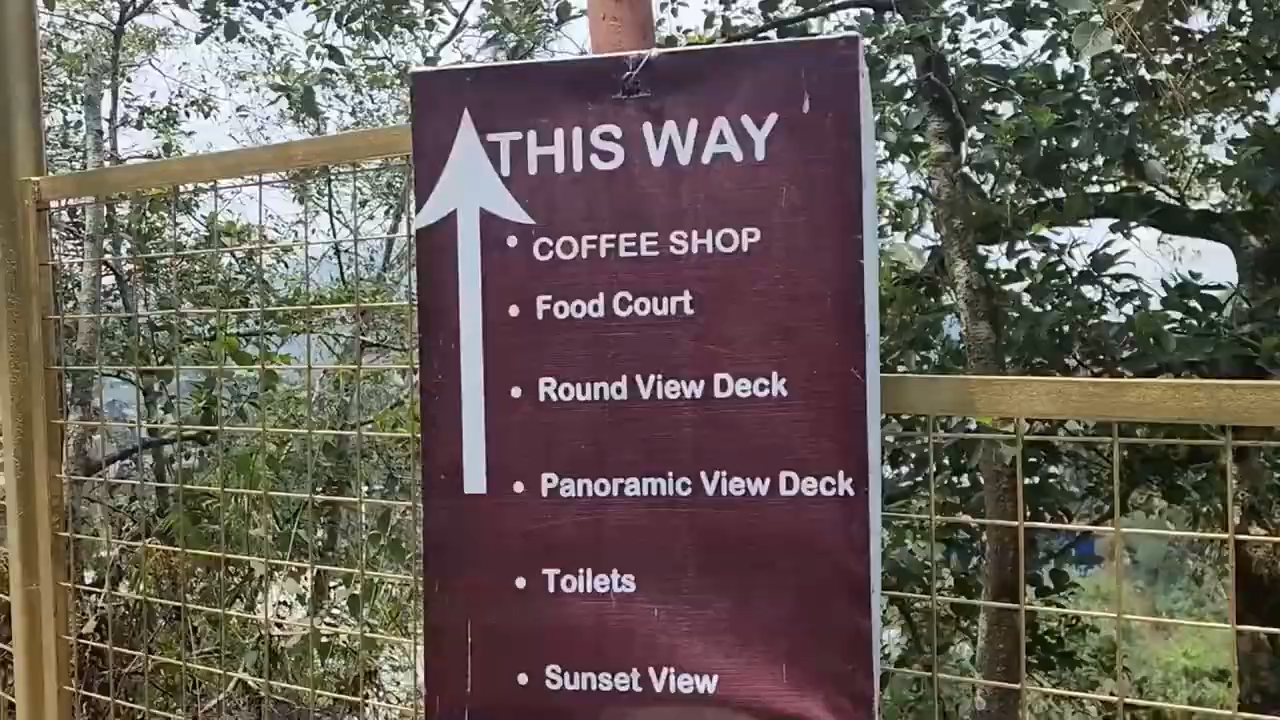 THIS WAY
• COFFEE SHOP
• Food Court
• Round View Deck
• Panoramic View Deck
• Toilets
• Sunset View